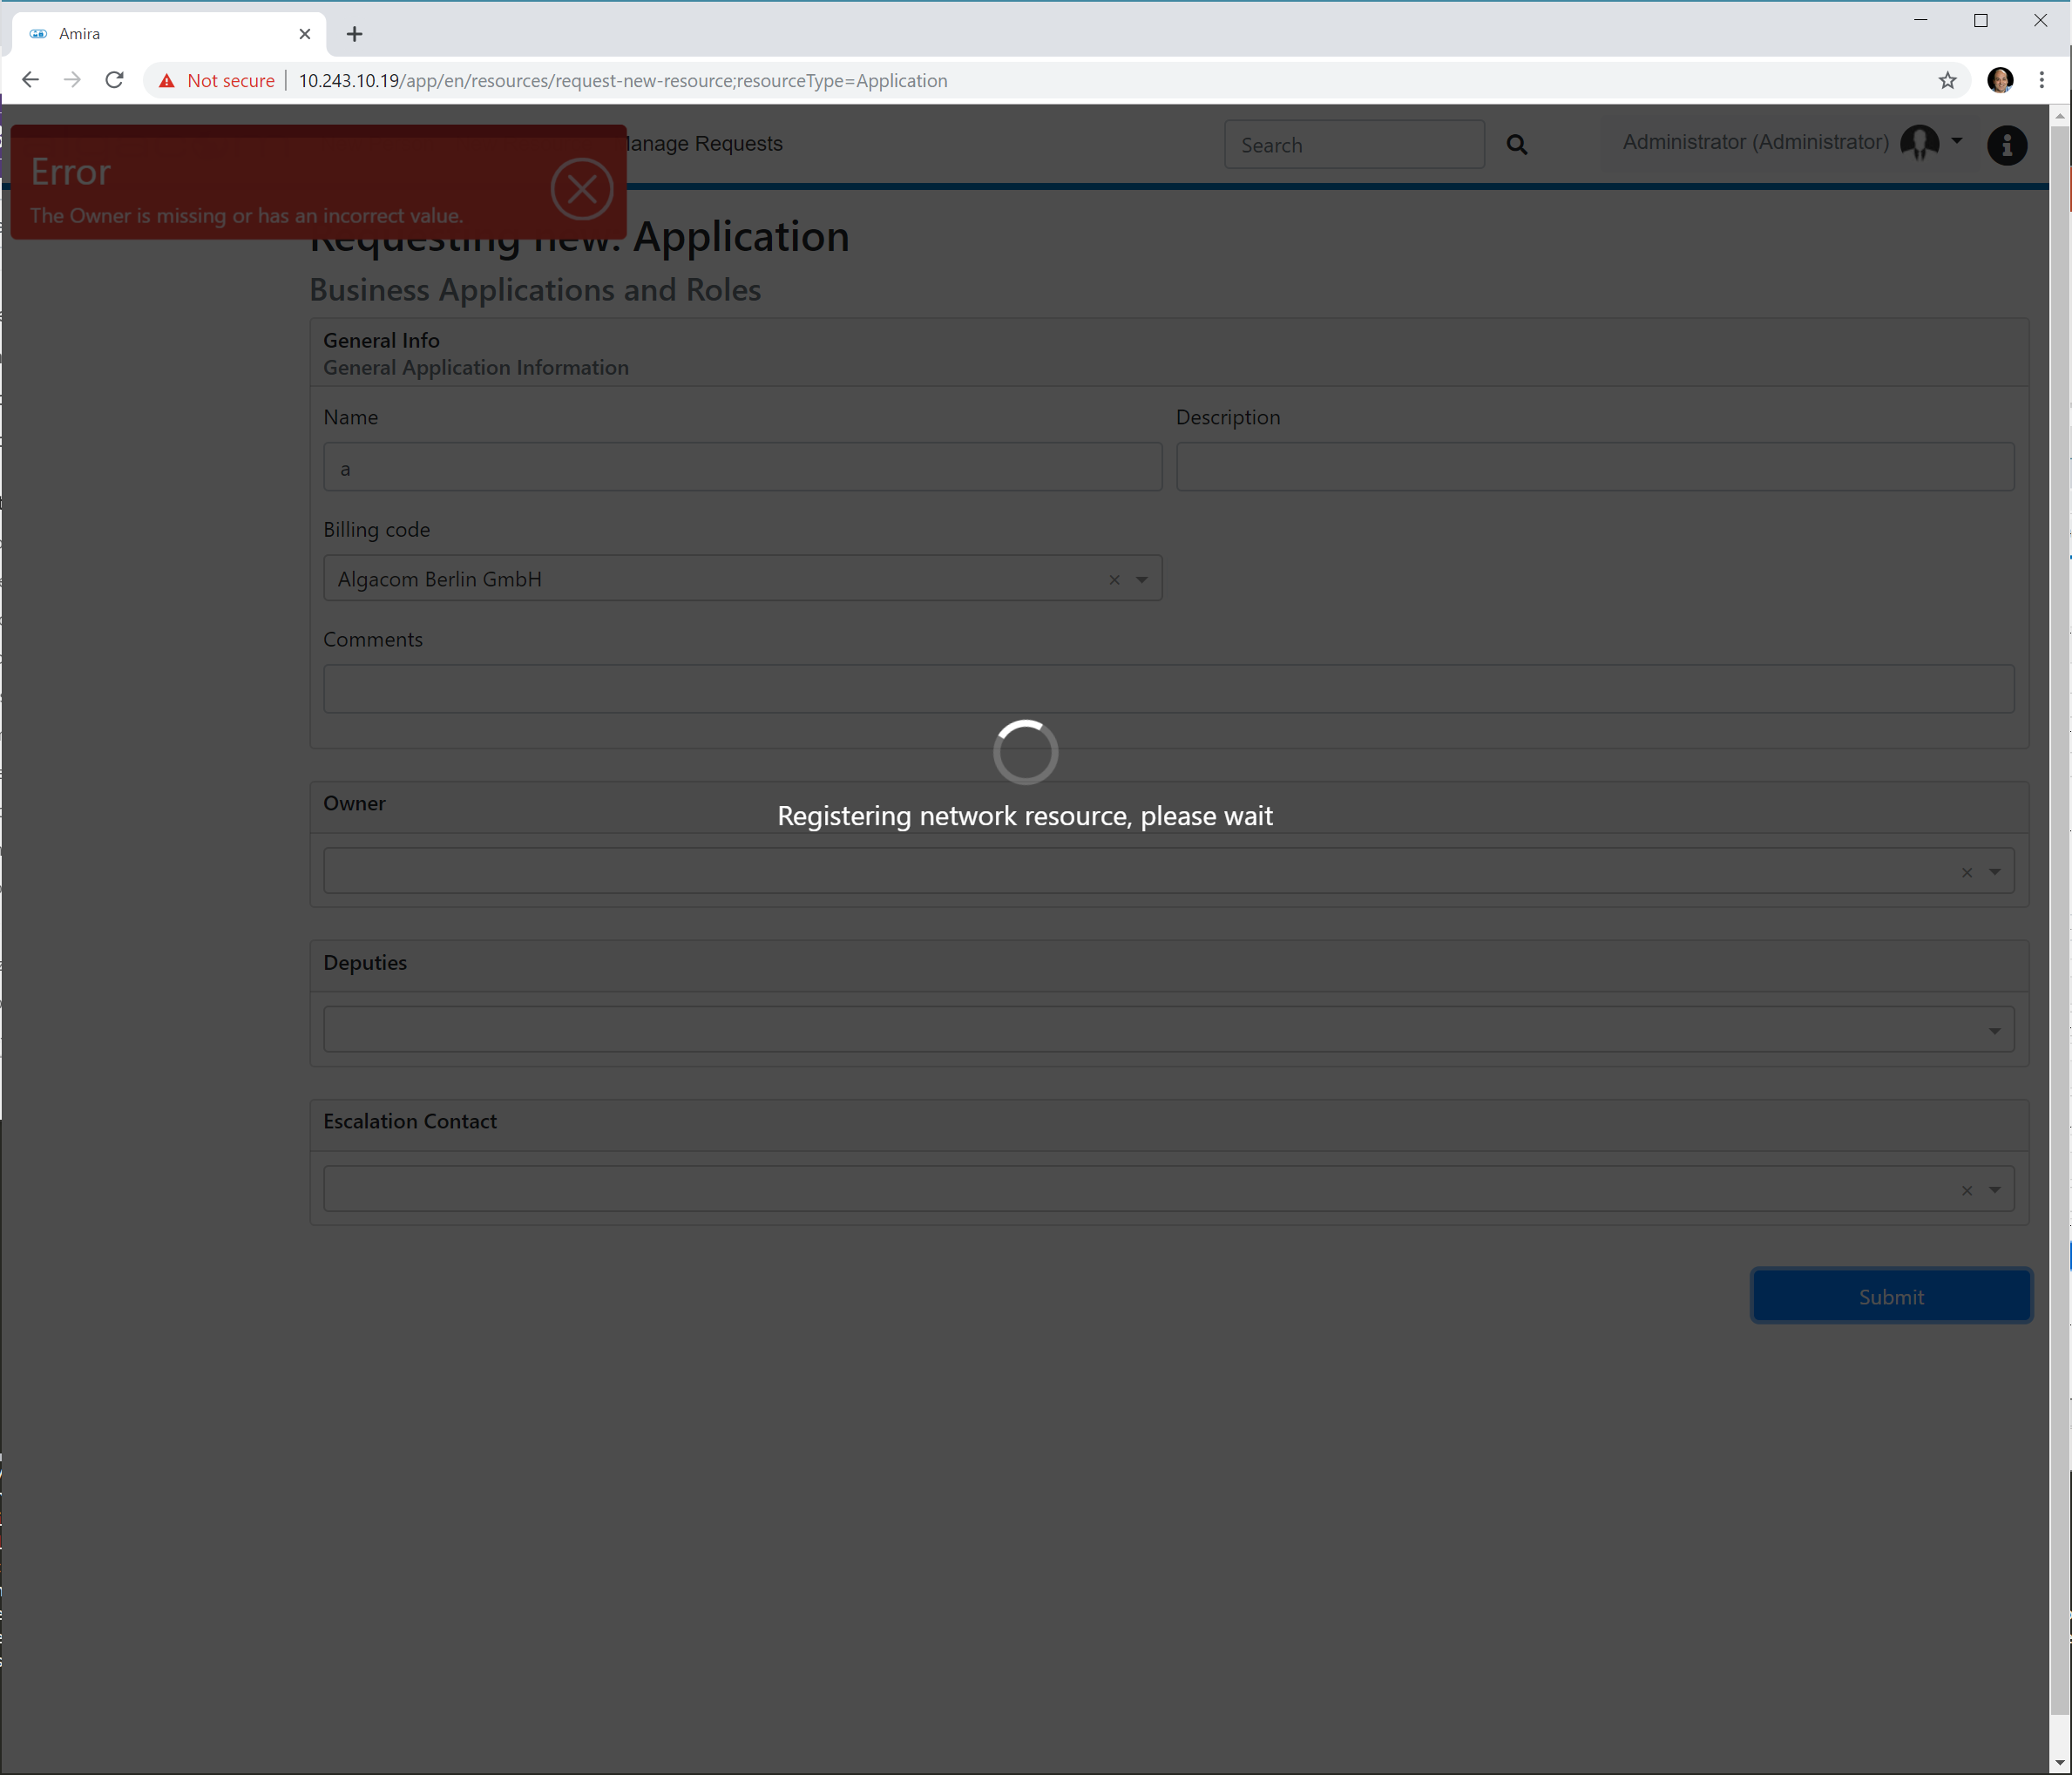 Amira
Not secure
10.243.10.19/app/en/resources/request-new-resource;resourceType=Application
Error
The Owner is missing or has an incorrect value.
Manage Requests
Search
Administrator (Administrator)
Requesting new: Application
Business Applications and Roles
General Info
General Application Information
Name
Description
a
Billing code
Algacom Berlin GmbH
Comments
Registering network resource, please wait
Owner
Deputies
Escalation Contact
Submit